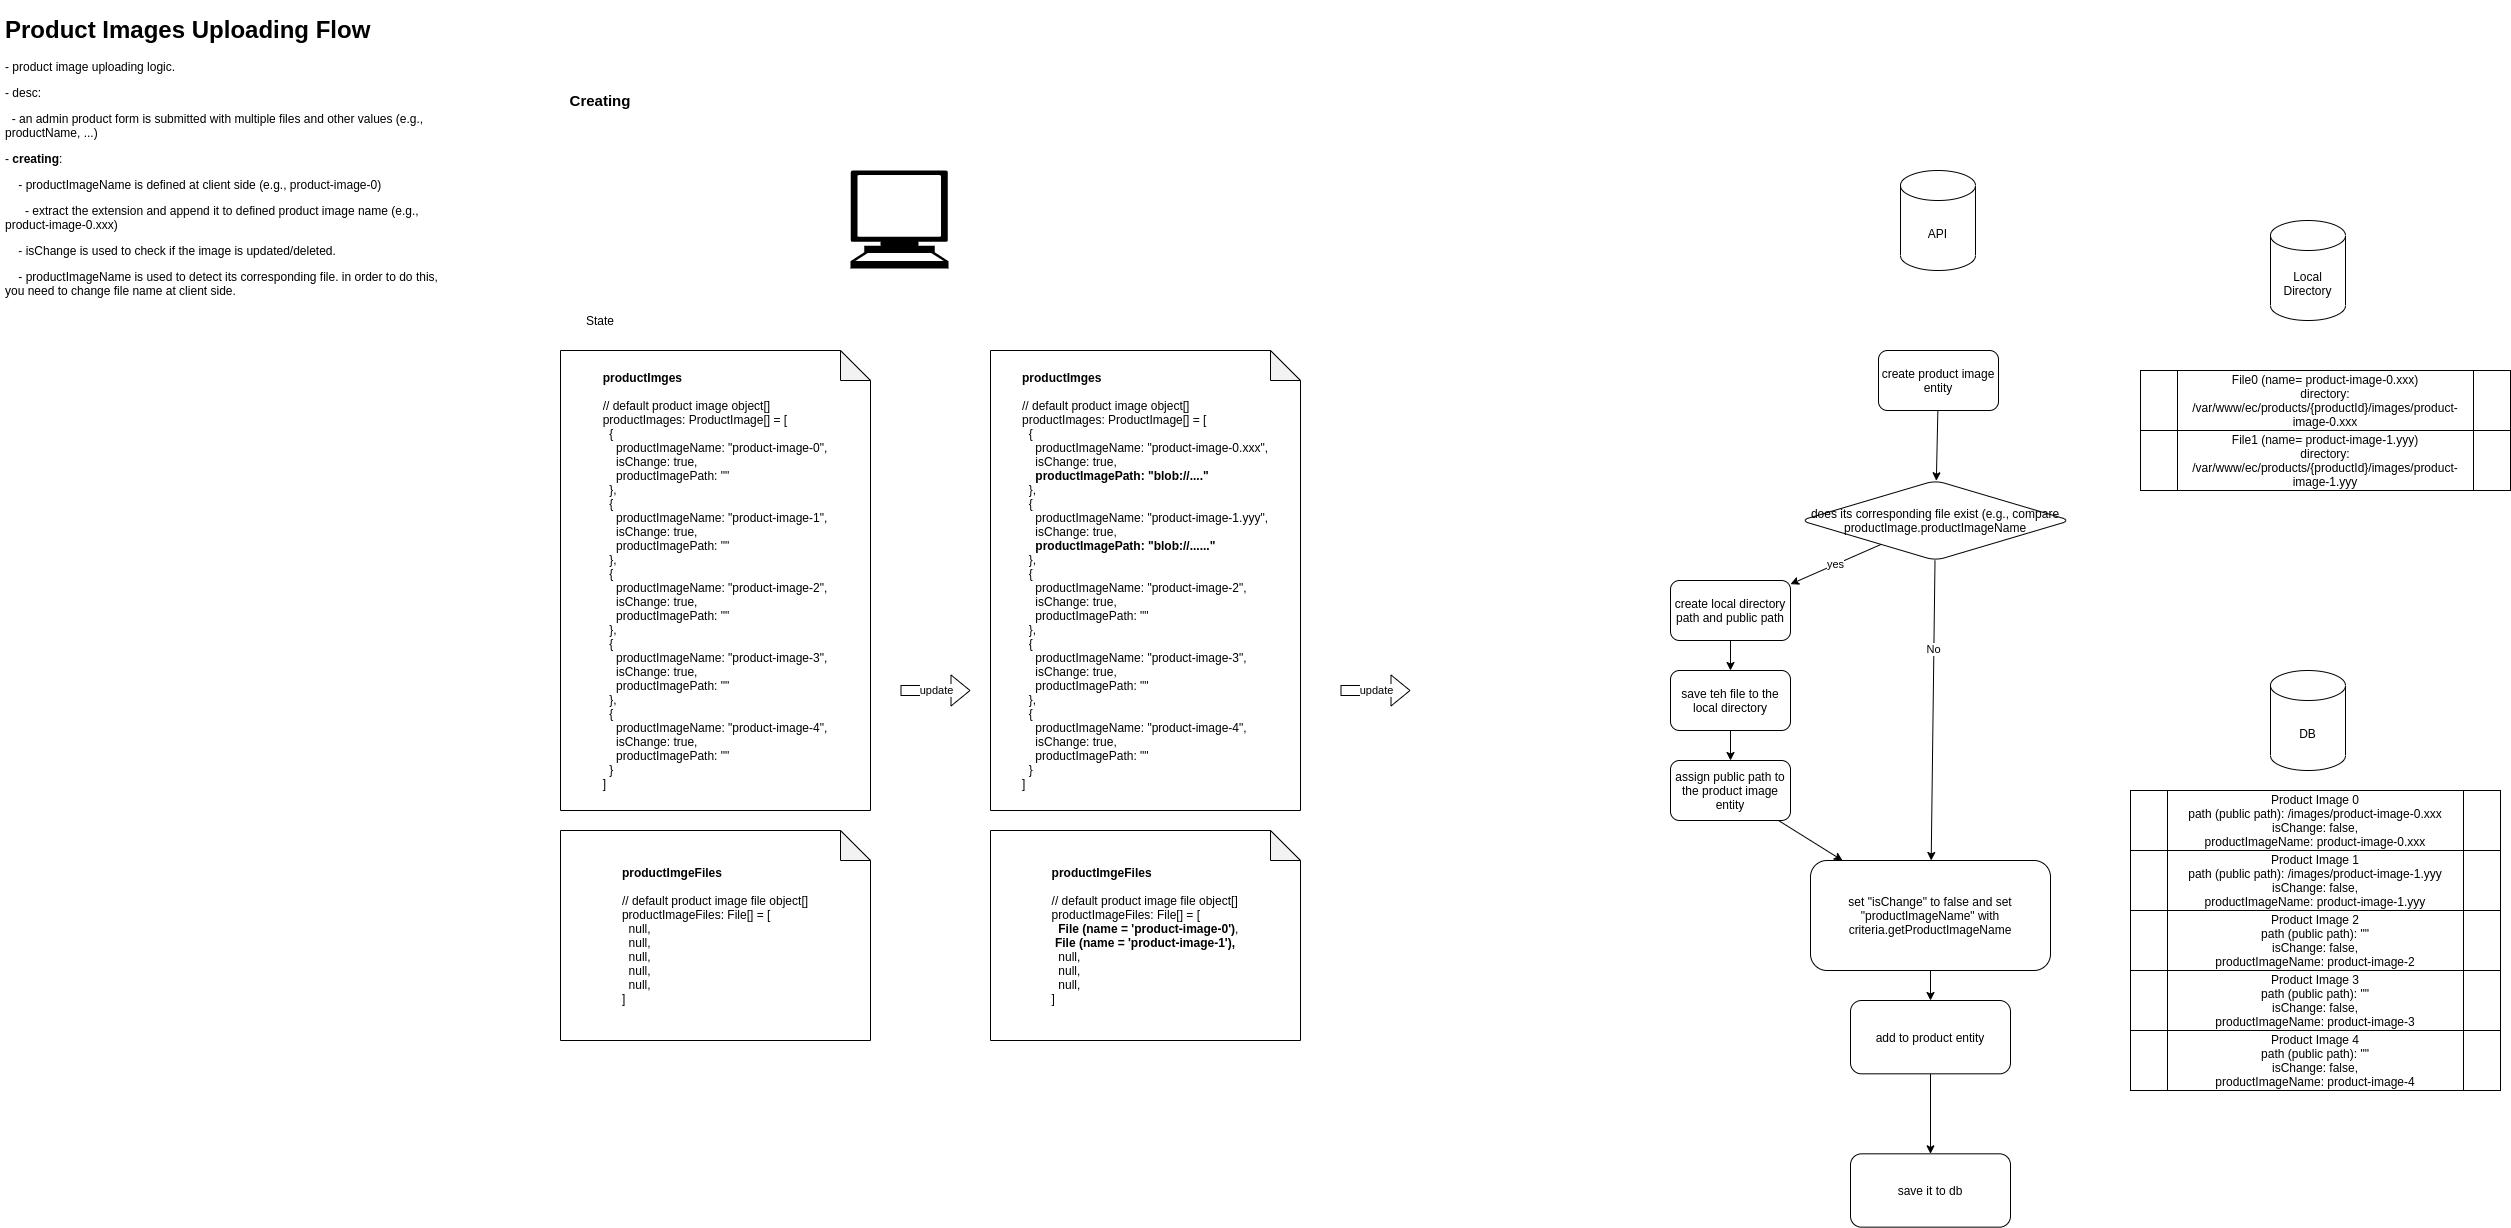 Product Images Uploading Flow
- product image uploading logic.
- desc:
- an admin product form is submitted with multiple files and other values (e.g.,
productName, ...)
- creating:
- productImageName is defined at client side (e.g., product-image-0)
- extract the extension and append it to defined product image name (e.g.,
product-image-0.xxx)
- isChange is used to check if the image is updated/deleted.
- productImageName is used to detect its corresponding file. in order to do this,
you need to change file name at client side.
Creating
State
productImges
// default product image object[]
productImages: ProductImage[] = [
{
productImageName: "product-image-0",
isChange: true,
productImagePath: ""
},
{
productImageName: "product-image-1",
isChange: true,
productImagePath: ""
},
{
productImageName: "product-image-2",
isChange: true,
productImagePath: ""
},
{
productImageName: "product-image-3",
isChange: true,
productImagePath: ""
},
{
productImageName: "product-image-4",
isChange: true,
productImagePath: ""
}
]
productImgeFiles
// default product image file object[]
productImageFiles: File[] = [
null,
null,
null,
null,
null,
]
update
productImges
// default product image object[]
productImages: ProductImage[] = [
{
productImageName: "product-image-0.xxx",
isChange: true,
productImagePath: "blob://...."
},
{
productImageName: "product-image-1.yyy",
isChange: true,
productImagePath: "blob://......"
},
{
productImageName: "product-image-2",
isChange: true,
productImagePath: ""
},
{
productImageName: "product-image-3",
isChange: true,
productImagePath: ""
},
{
productImageName: "product-image-4",
isChange: true,
productImagePath: ""
}
]
productImgeFiles
// default product image file object[]
productImageFiles: File[] = [
File (name = 'product-image-0'),
File (name = 'product-image-1'),
null,
null,
null,
]
update
API
create product image
entity
does its corresponding file exist (e.g., compare
productImage.productImageName
yes
No
create local directory
path and public path
save teh file to the
local directory
assign public path to
the product image
entity
set "isChange" to false and set
"productImageName" with
criteria.getProductImageName
add to product entity
save it to db
Local
Directory
File0 (name= product-image-0.xxx)
directory:
/var/www/ec/products/{productId}/images/product-
image-0.xxx
File1 (name= product-image-1.yyy)
directory:
/var/www/ec/products/{productId}/images/product-
image-1.yyy
DB
Product Image 0
path (public path): /images/product-image-0.xxx
isChange: false,
productImageName: product-image-0.xxx
Product Image 1
path (public path): /images/product-image-1.yyy
isChange: false,
productImageName: product-image-1.yyy
Product Image 2
path (public path): ""
isChange: false,
productImageName: product-image-2
Product Image 3
path (public path): ""
isChange: false,
productImageName: product-image-3
Product Image 4
path (public path): ""
isChange: false,
productImageName: product-image-4